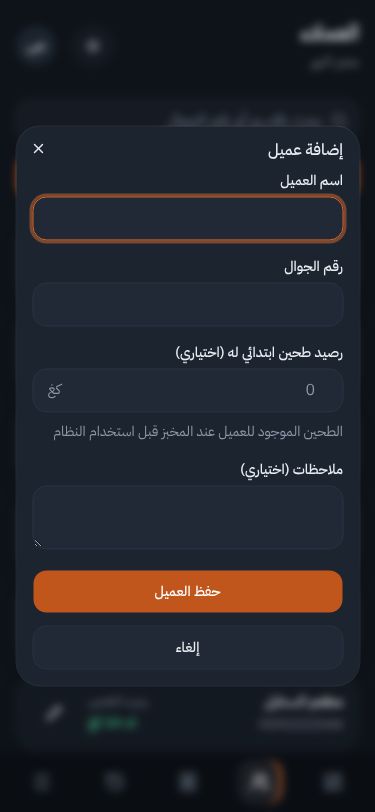 العملاء
إضافة عميل
×
اسم العميل
رقم الجوال
رصيد طحين ابتدائي له (اختياري)
0
كغ
الطحين الموجود للعميل عند المخبز قبل استخدام النظام
ملاحظات (اختياري)
حفظ العميل
إلغاء